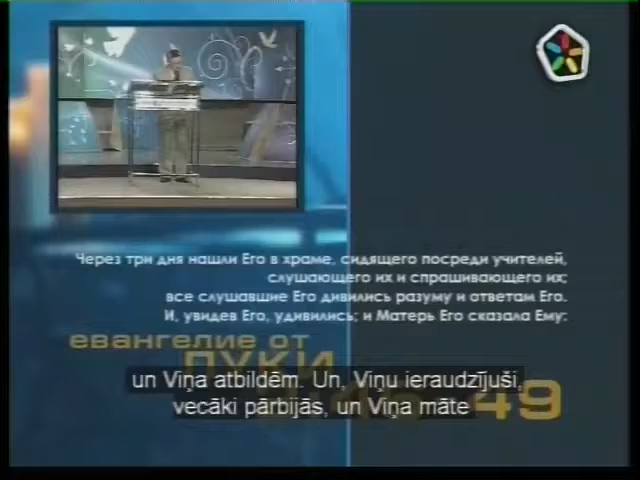 Через три дня нашли Его в храме, сидящего посреди учителей,
слушающего их и спрашивающего их;
все слушавшие Его дивились разуму и ответам Его.
И, увидев Его, удивились; и Матерь Его сказала Ему:
евангелие от
ЛУКИ
49
un Viņa atbildēm. Un, Viņu ieraudzījuši,
vecāki pārbijās, un Viņa māte